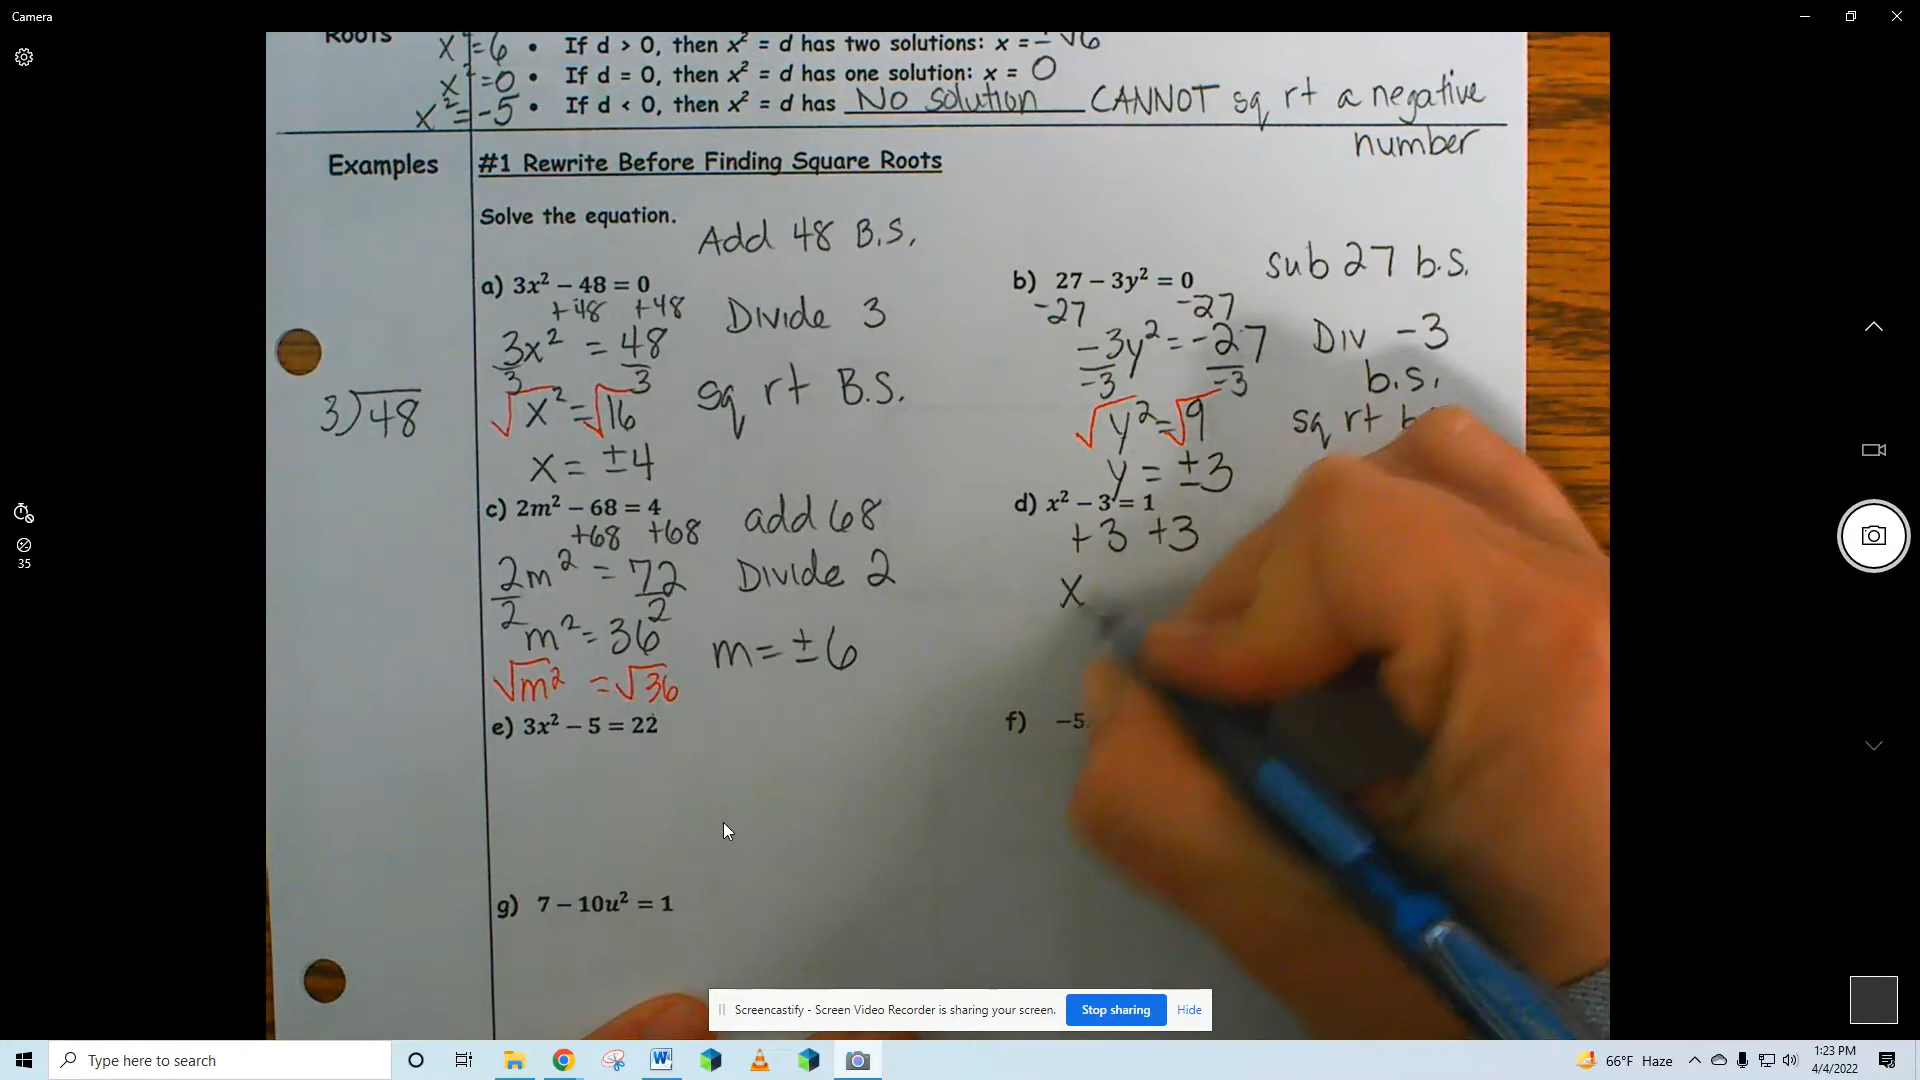 Camera
Roots
x²=6 • If d > 0, then x² = d has two solutions: x = ±√6
x²=0 • If d = 0, then x² = d has one solution: x = 0
x²=-5 • If d < 0, then x² = d has No solution CANNOT sq rt a negative
number
Examples
#1 Rewrite Before Finding Square Roots
Solve the equation.
Add 48 B.S.
a) 3x² − 48 = 0
+48 +48
Divide 3
3x² = 48
3 3
sq rt B.S.
√x² = √16
x = ±4
3)48
b) 27 − 3y² = 0
sub 27 b.s.
-27 -27
-3y² = -27
-3 -3
Div -3
b.s.
√y² = √9
sq rt
y = ±3
c) 2m² − 68 = 4
add 68
+68 +68
2m² = 72
2 2
Divide 2
m² = 36
m = ±6
√m² = √36
d) x² − 3 = 1
+3 +3
x
e) 3x² − 5 = 22
f) −5
g) 7 − 10u² = 1
35
Screencastify - Screen Video Recorder is sharing your screen.
Stop sharing
Hide
Type here to search
66°F Haze
1:23 PM
4/4/2022